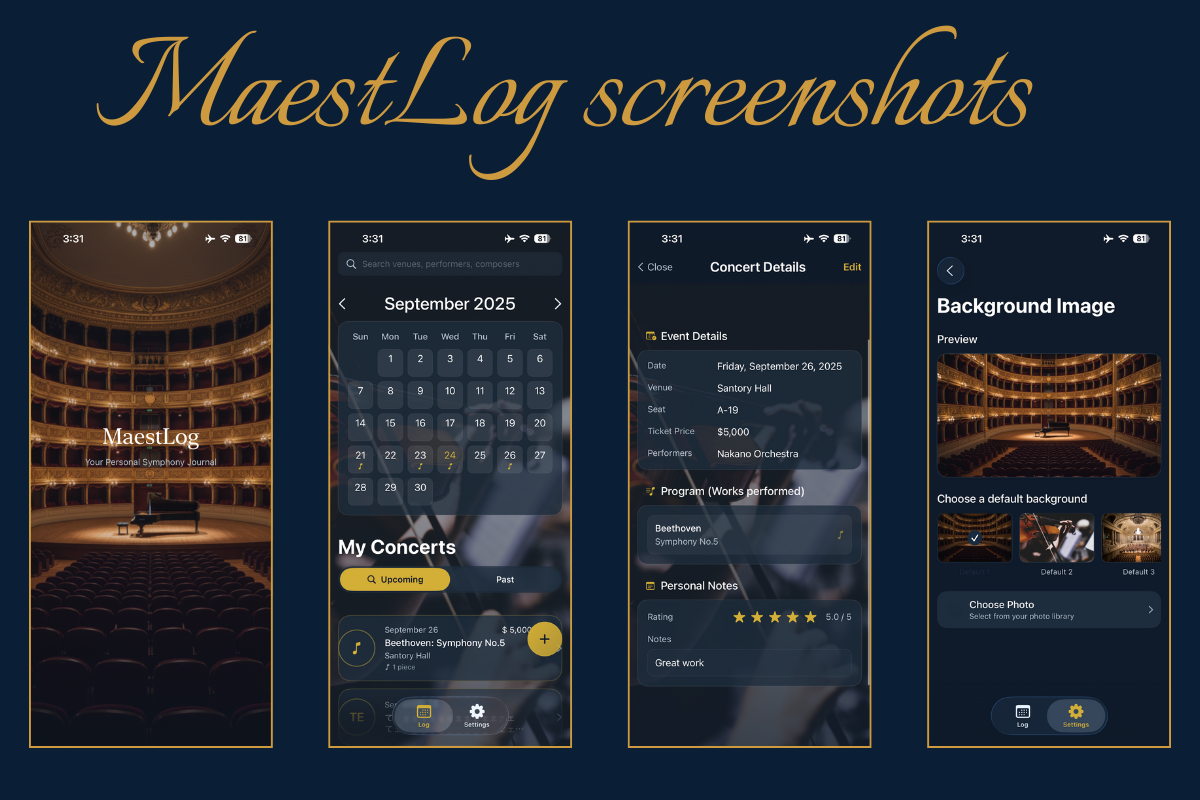 MaestLog screenshots
3:31
81
MaestLog
Your Personal Symphony Journal
3:31
81
Search venues, performers, composers
September 2025
Sun Mon Tue Wed Thu Fri Sat
1 2 3 4 5 6
7 8 9 10 11 12 13
14 15 16 17 18 19 20
21 22 23 24 25 26 27
28 29 30
My Concerts
Upcoming Past
September 26 $ 5,000
Beethoven: Symphony No.5
Santory Hall
1 piece
TE
Log Settings
3:31
81
Close Concert Details Edit
Event Details
Date Friday, September 26, 2025
Venue Santory Hall
Seat A-19
Ticket Price $5,000
Performers Nakano Orchestra
Program (Works performed)
Beethoven
Symphony No.5
Personal Notes
Rating 5.0 / 5
Notes
Great work
3:31
81
Background Image
Preview
Choose a default background
Default 1 Default 2 Default 3
Choose Photo
Select from your photo library
Log Settings